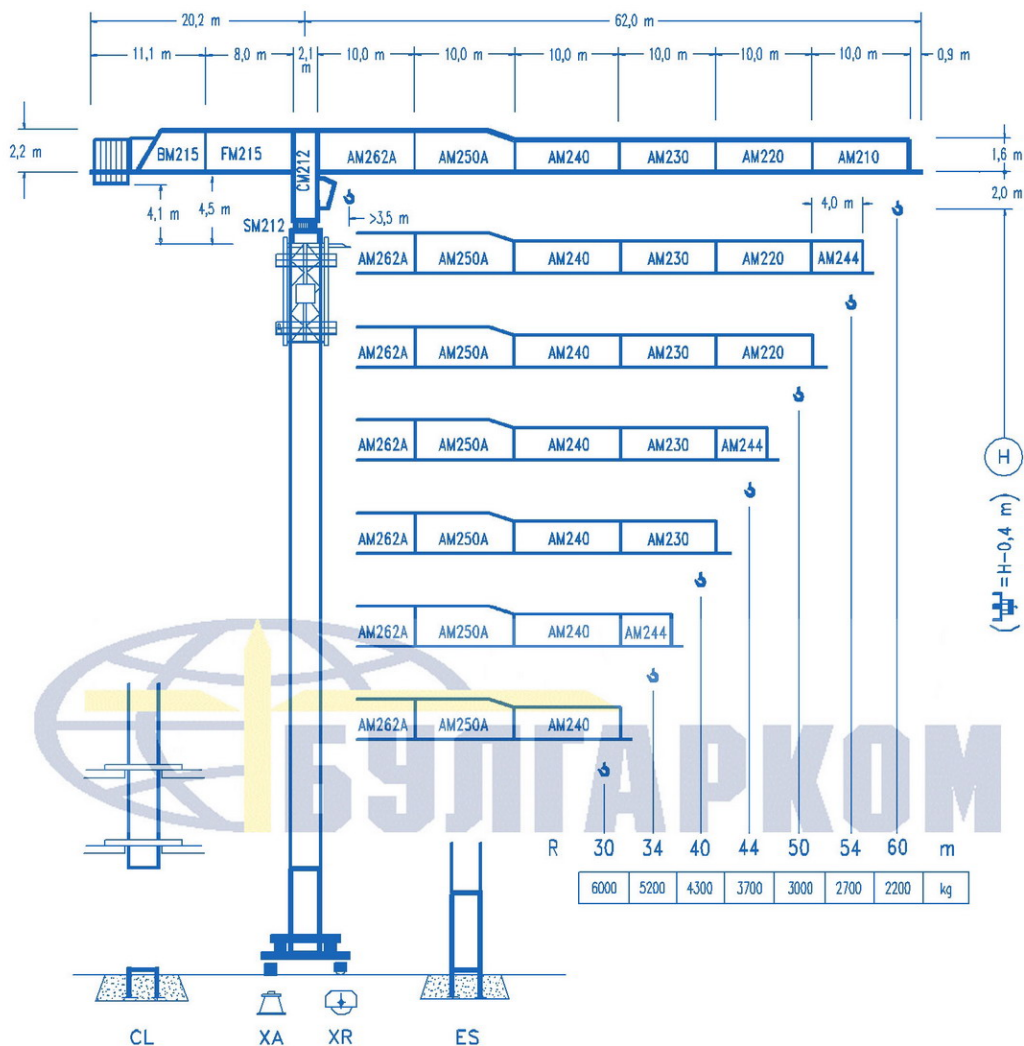 20,2 m 62,0 m
11,1 m 8,0 m 2,1 m 10,0 m 10,0 m 10,0 m 10,0 m 10,0 m 10,0 m 0,9 m
2,2 m BM215 FM215 CM212 AM262A AM250A AM240 AM230 AM220 AM210 1,6 m
4,1 m 4,5 m SM212 >3,5 m 4,0 m 2,0 m
AM262A AM250A AM240 AM230 AM220 AM244
AM262A AM250A AM240 AM230 AM220
AM262A AM250A AM240 AM230 AM244
H
(=H-0,4 m)
AM262A AM250A AM240 AM230
AM262A AM250A AM240 AM244
AM262A AM250A AM240
БУЛГАРКОМ
R 30 34 40 44 50 54 60 m
6000 5200 4300 3700 3000 2700 2200 kg
CL XA XR ES